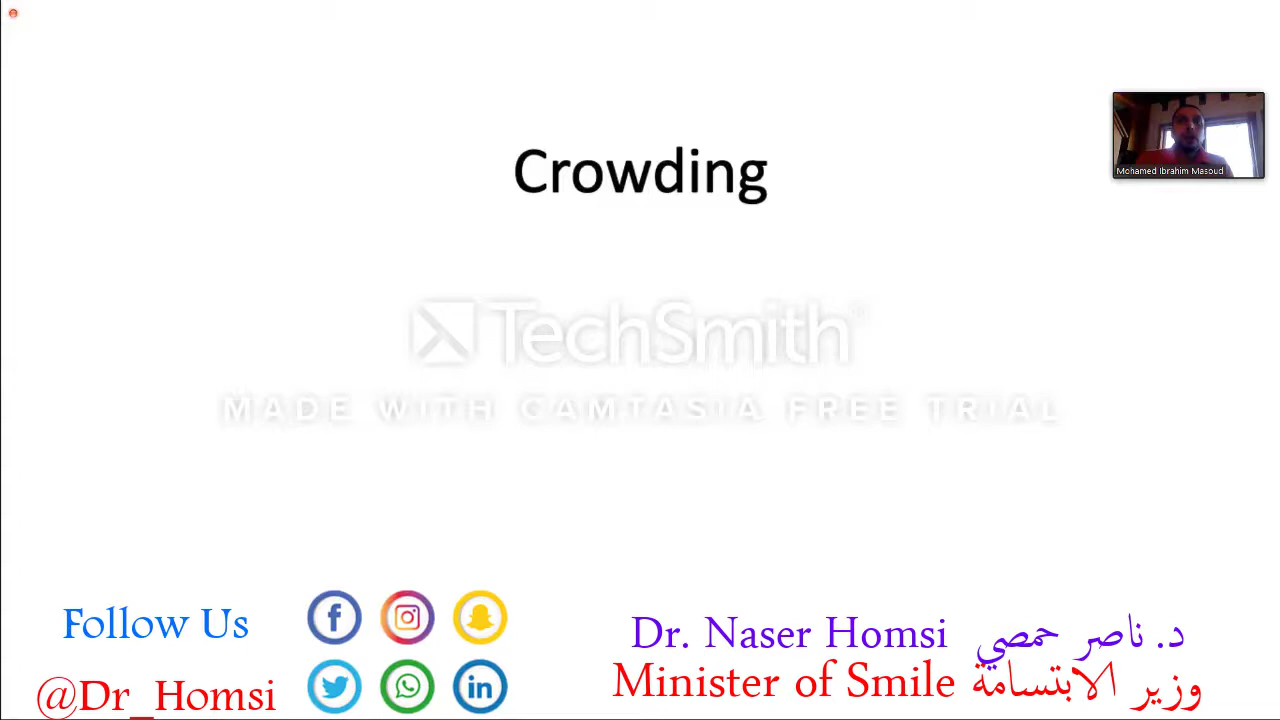 Crowding
Mohamed Ibrahim Masoud
TechSmith
MADE WITH CAMTASIA FREE TRIAL
Follow Us
@Dr_Homsi
Dr. Naser Homsi د. ناصر حمصي
Minister of Smile وزير الابتسامة